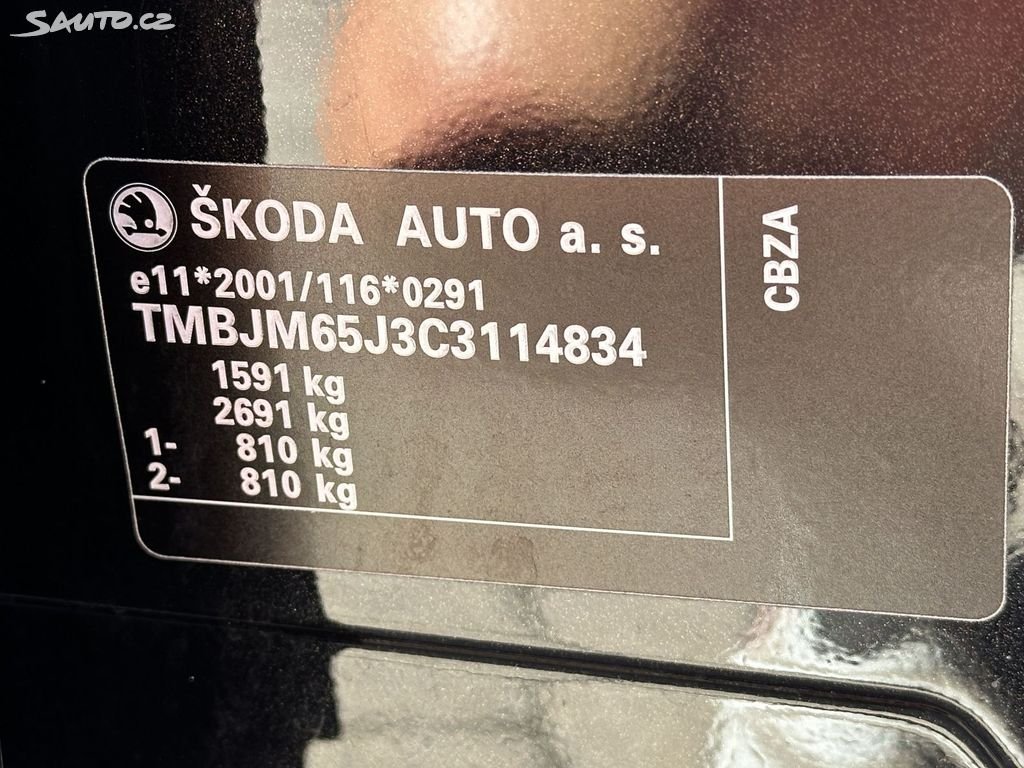 SAUTO.CZ
ŠKODA AUTO a. s.
e11*2001/116*0291
TMBJM65J3C3114834
1591 kg
2691 kg
1- 810 kg
2- 810 kg
CBZA